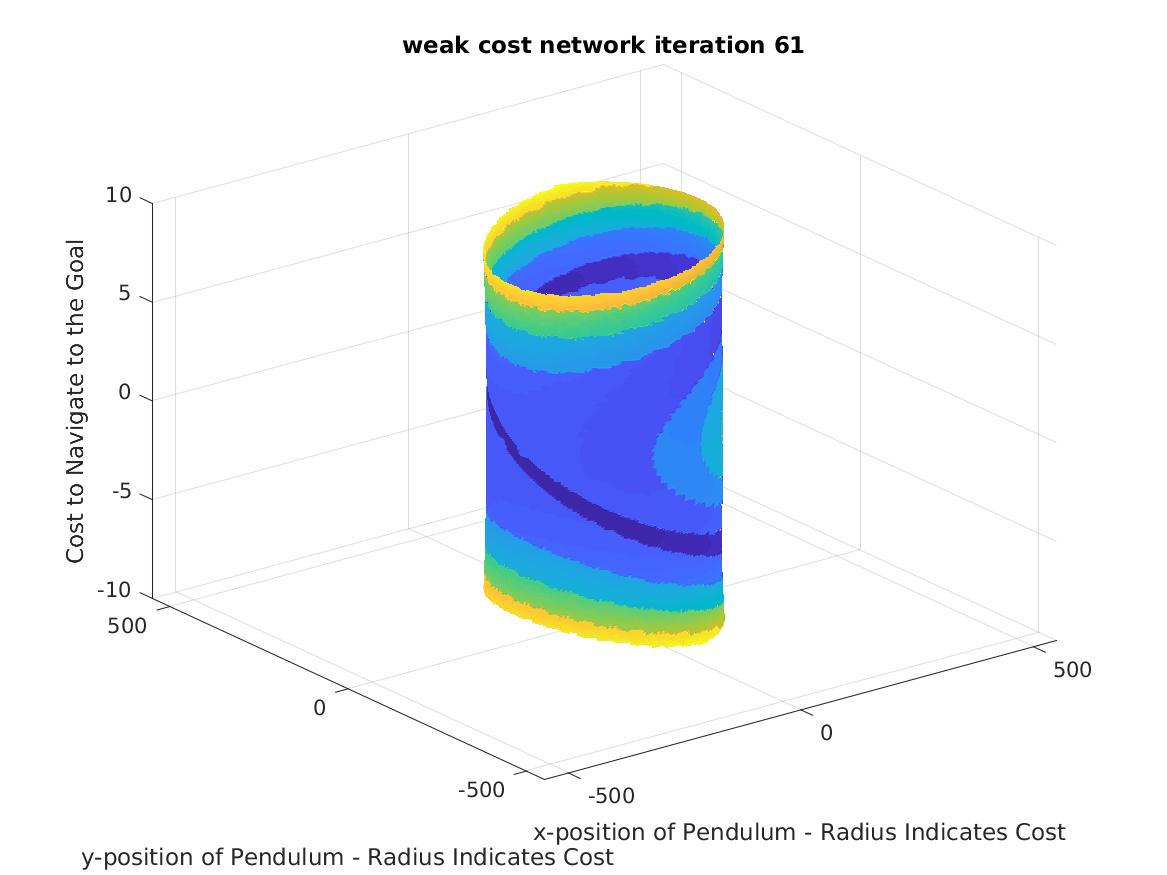 weak cost network iteration 61
Cost to Navigate to the Goal
10
5
0
-5
-10
500
0
-500
-500
0
500
x-position of Pendulum - Radius Indicates Cost
y-position of Pendulum - Radius Indicates Cost